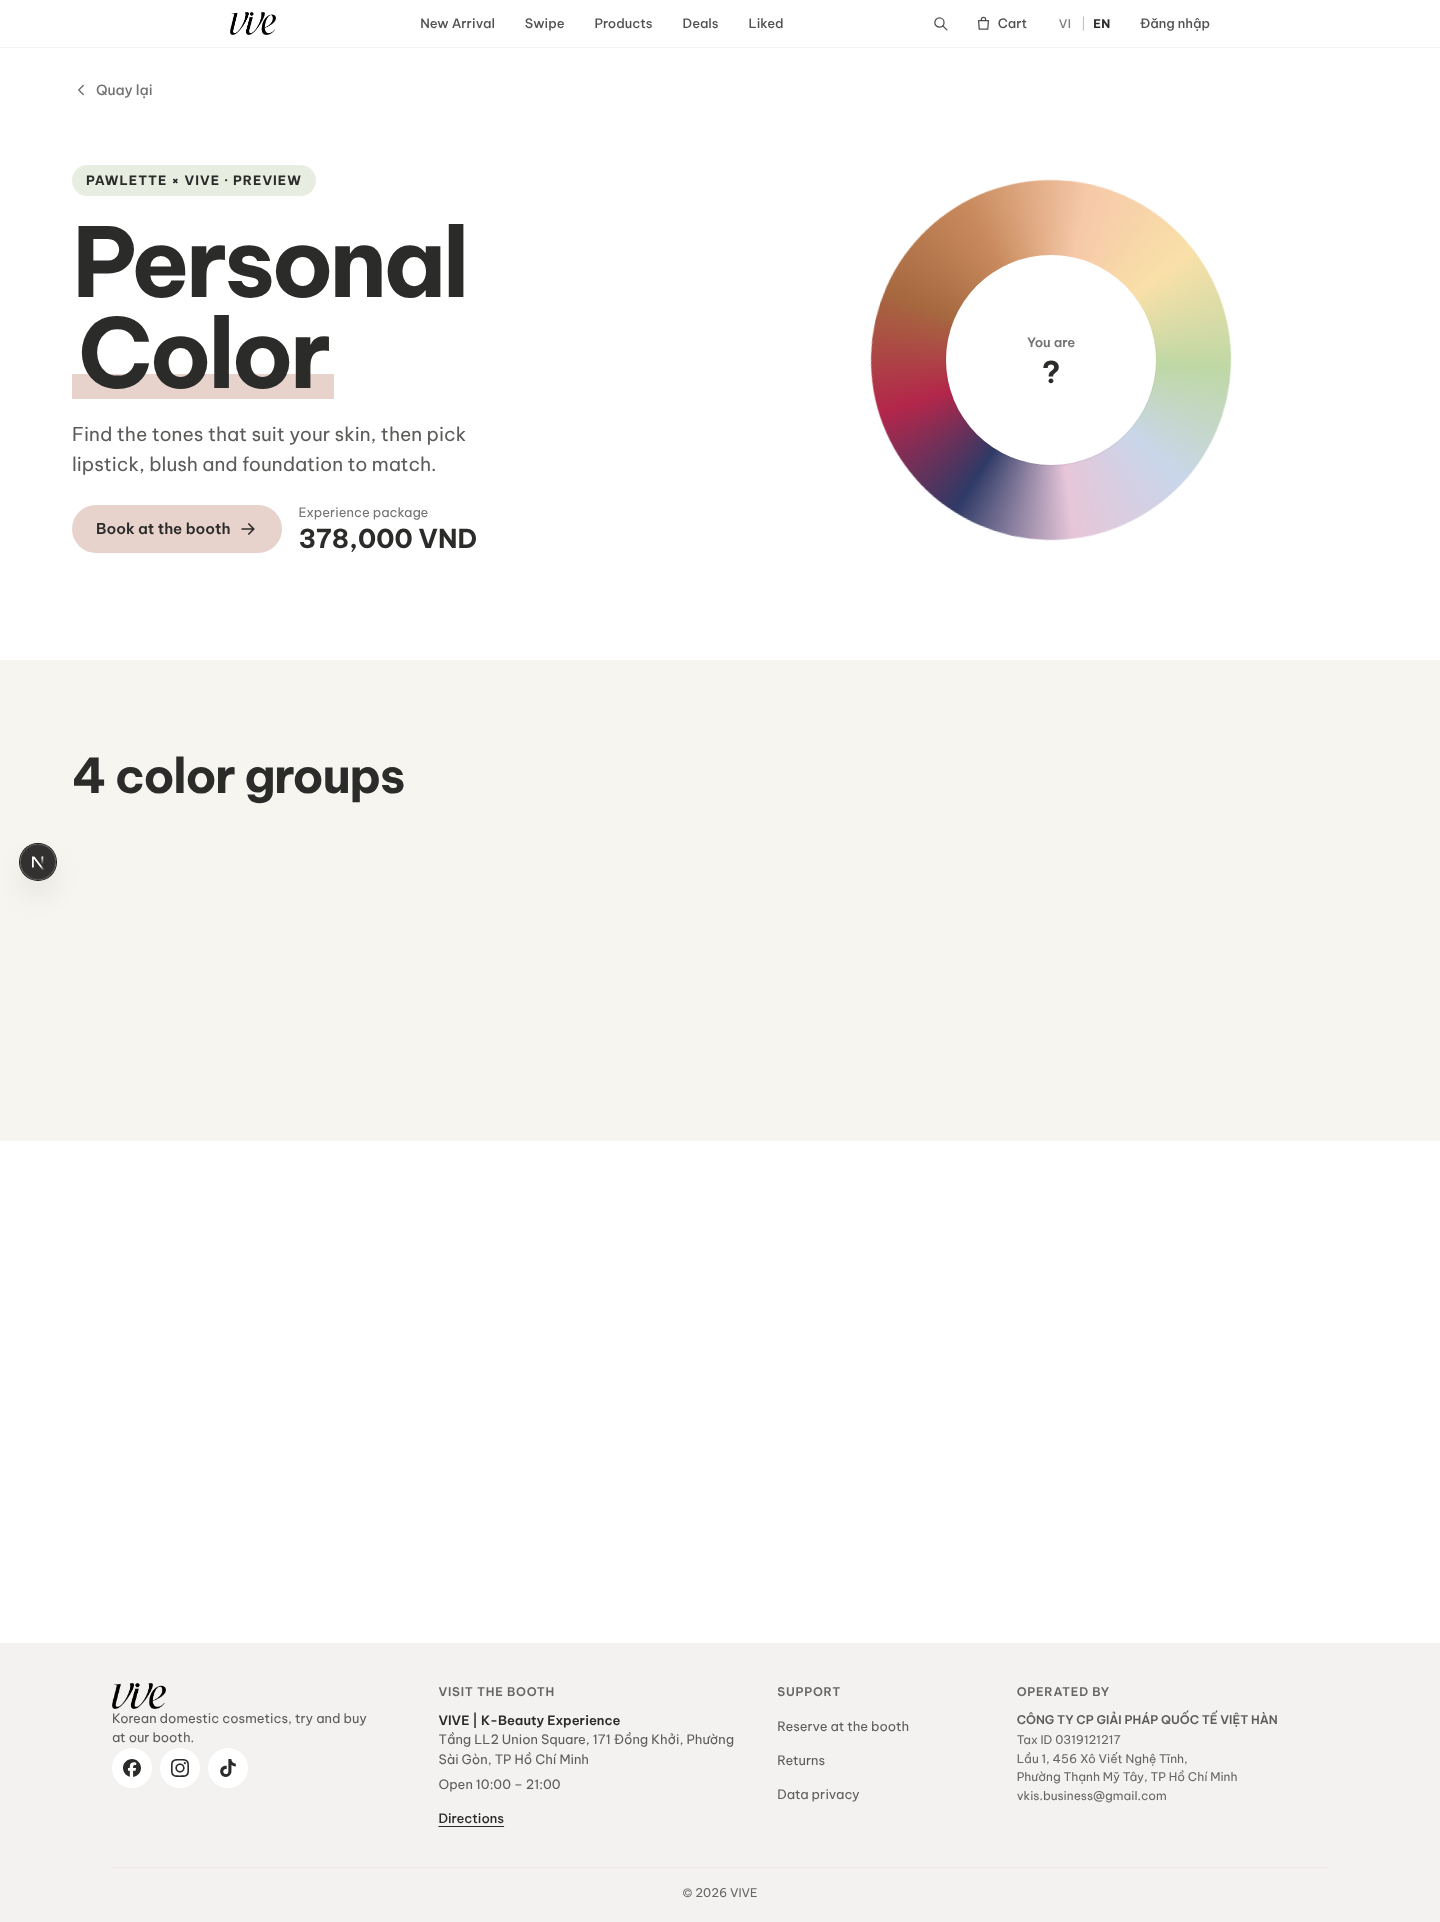 ViVe
New Arrival
Swipe
Products
Deals
Liked
Cart
VI
EN
Đăng nhập
Quay lại
PAWLETTE × VIVE · PREVIEW
Personal
Color
Find the tones that suit your skin, then pick
lipstick, blush and foundation to match.
Book at the booth
Experience package
378,000 VND
You are
?
4 color groups
N
ViVe
Korean domestic cosmetics, try and buy
at our booth.
VISIT THE BOOTH
VIVE | K-Beauty Experience
Tầng LL2 Union Square, 171 Đồng Khởi, Phường
Sài Gòn, TP Hồ Chí Minh
Open 10:00 – 21:00
Directions
SUPPORT
Reserve at the booth
Returns
Data privacy
OPERATED BY
CÔNG TY CP GIẢI PHÁP QUỐC TẾ VIỆT HÀN
Tax ID 0319121217
Lầu 1, 456 Xô Viết Nghệ Tĩnh,
Phường Thạnh Mỹ Tây, TP Hồ Chí Minh
vkis.business@gmail.com
© 2026 VIVE